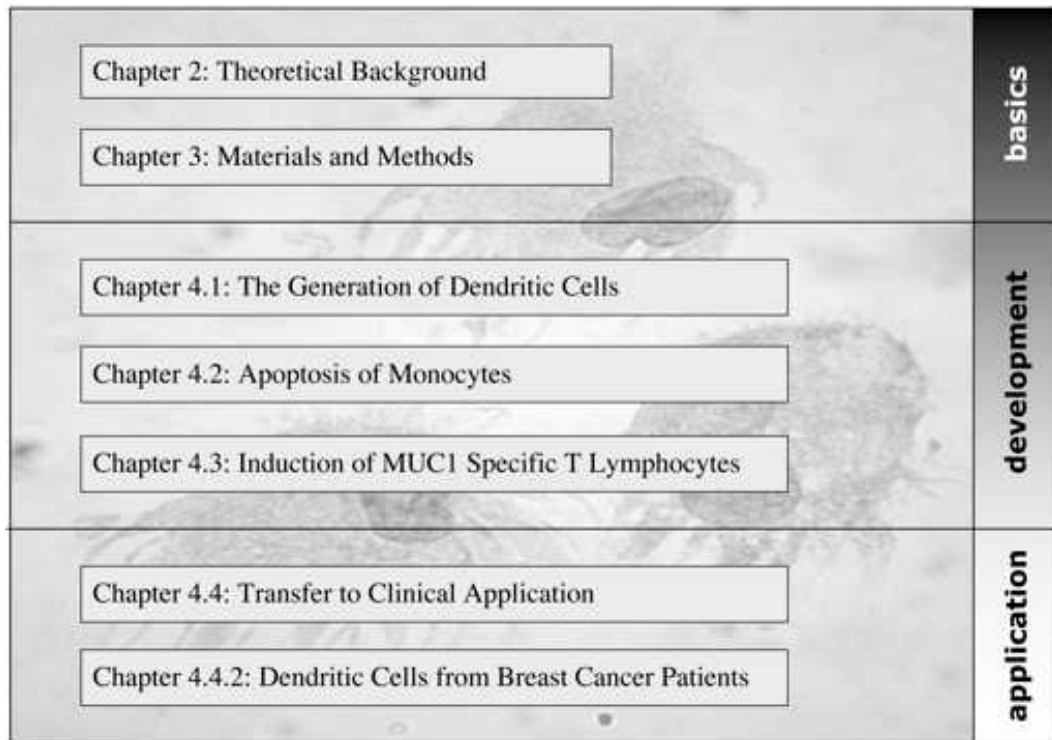 Chapter 2: Theoretical Background
Chapter 3: Materials and Methods
basics
Chapter 4.1: The Generation of Dendritic Cells
Chapter 4.2: Apoptosis of Monocytes
Chapter 4.3: Induction of MUC1 Specific T Lymphocytes
development
Chapter 4.4: Transfer to Clinical Application
Chapter 4.4.2: Dendritic Cells from Breast Cancer Patients
application